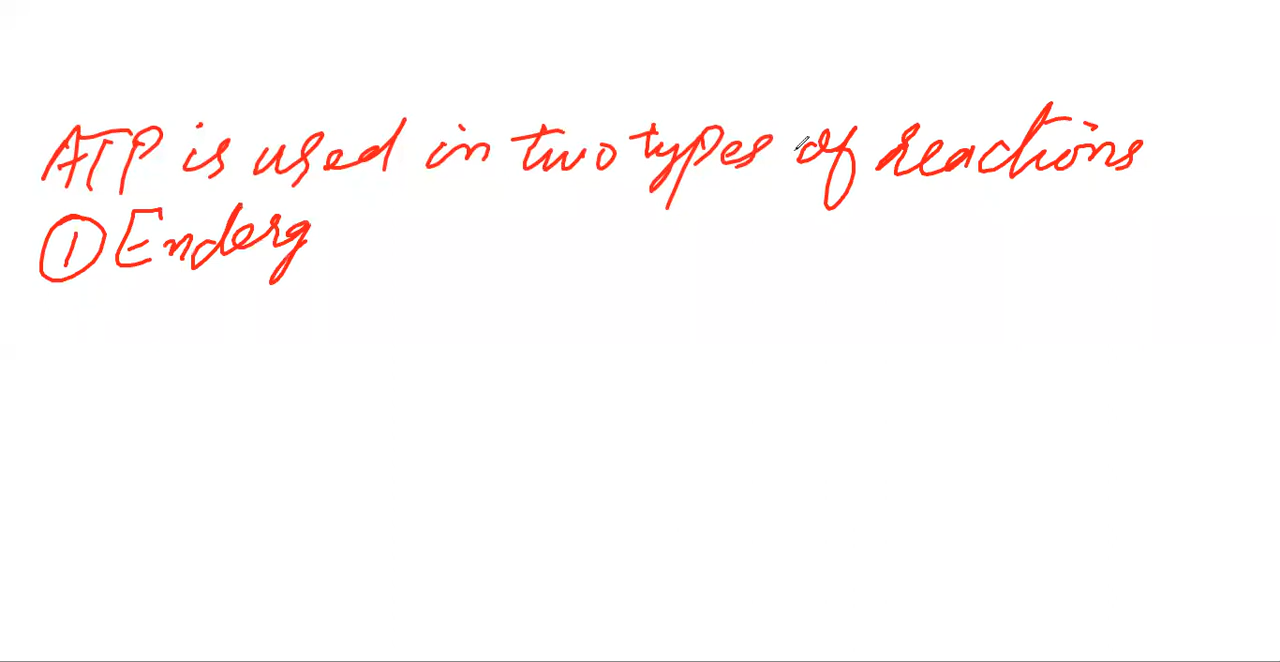 ATP is used in two types of reactions
① Enderg